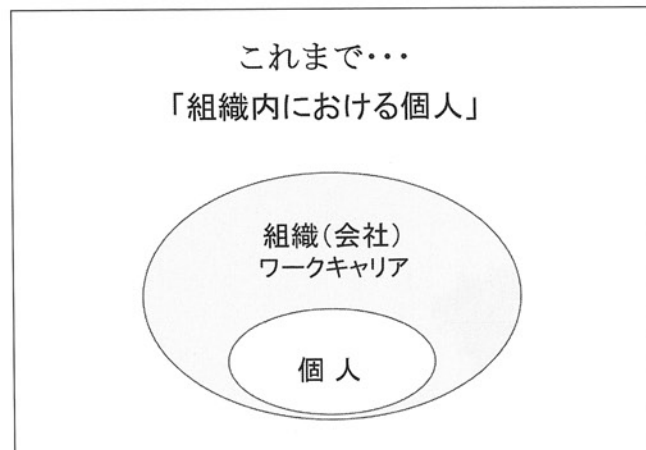 これまで・・・
「組織内における個人」
組織(会社)
ワークキャリア
個 人